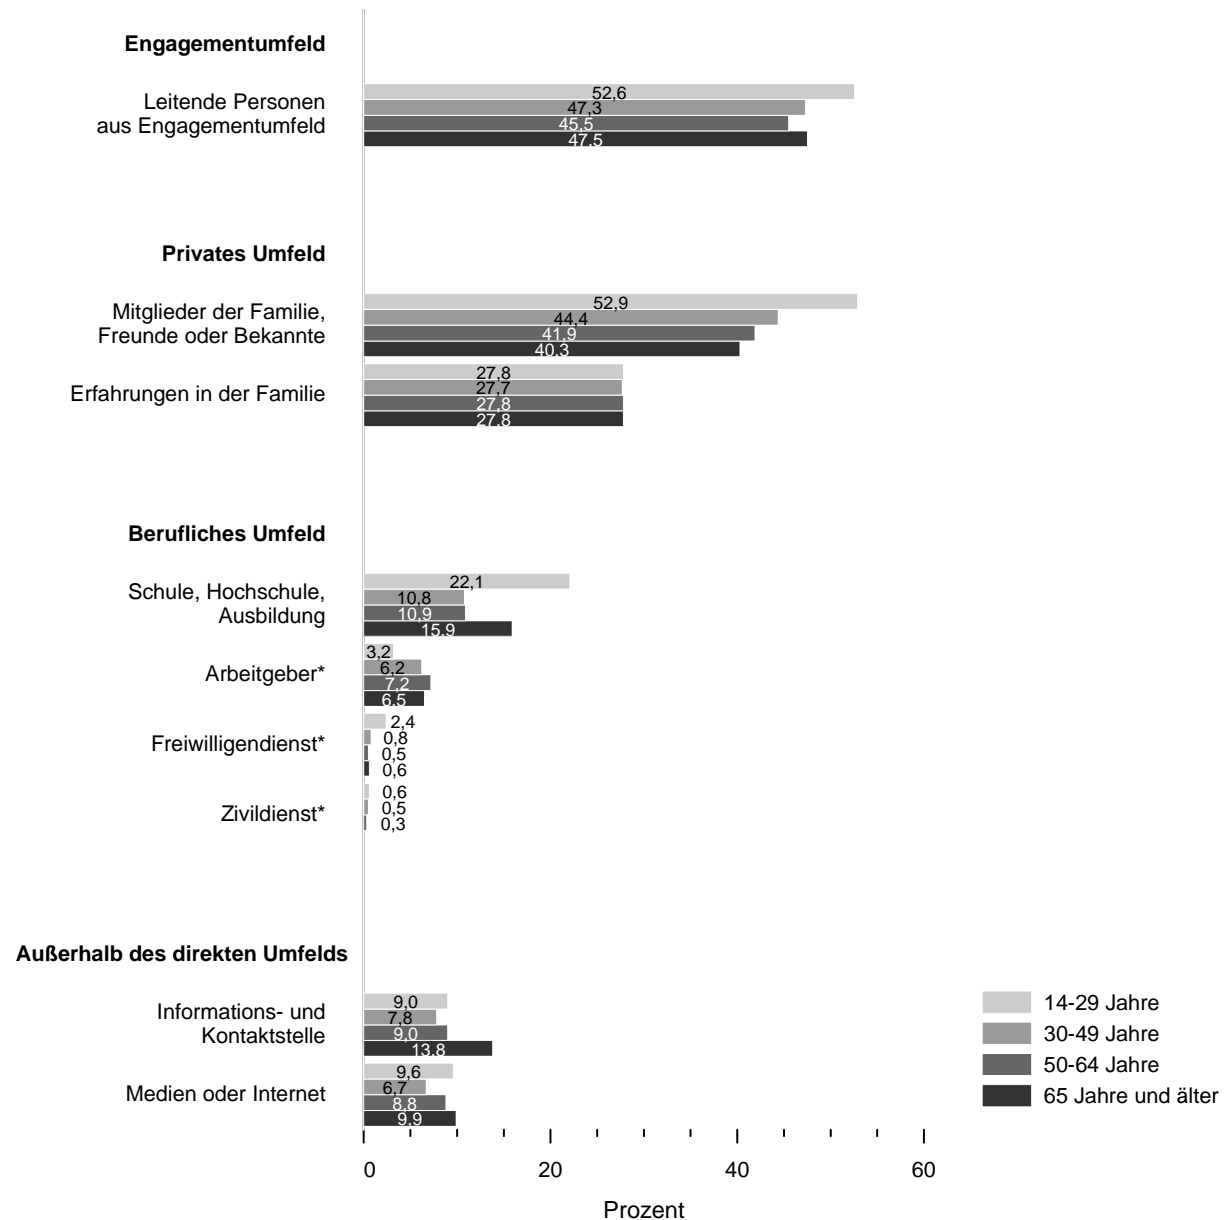 Engagementumfeld
Leitende Personen
aus Engagementumfeld
52,6
47,3
45,5
47,5
Privates Umfeld
Mitglieder der Familie,
Freunde oder Bekannte
52,9
44,4
41,9
40,3
Erfahrungen in der Familie
27,8
27,7
27,8
27,8
Berufliches Umfeld
Schule, Hochschule,
Ausbildung
22,1
10,8
10,9
15,9
Arbeitgeber*
3,2
6,2
7,2
6,5
Freiwilligendienst*
2,4
0,8
0,5
0,6
Zivildienst*
0,6
0,5
0,3
Außerhalb des direkten Umfelds
Informations- und
Kontaktstelle
9,0
7,8
9,0
13,8
Medien oder Internet
9,6
6,7
8,8
9,9
14-29 Jahre
30-49 Jahre
50-64 Jahre
65 Jahre und älter
0 20 40 60
Prozent